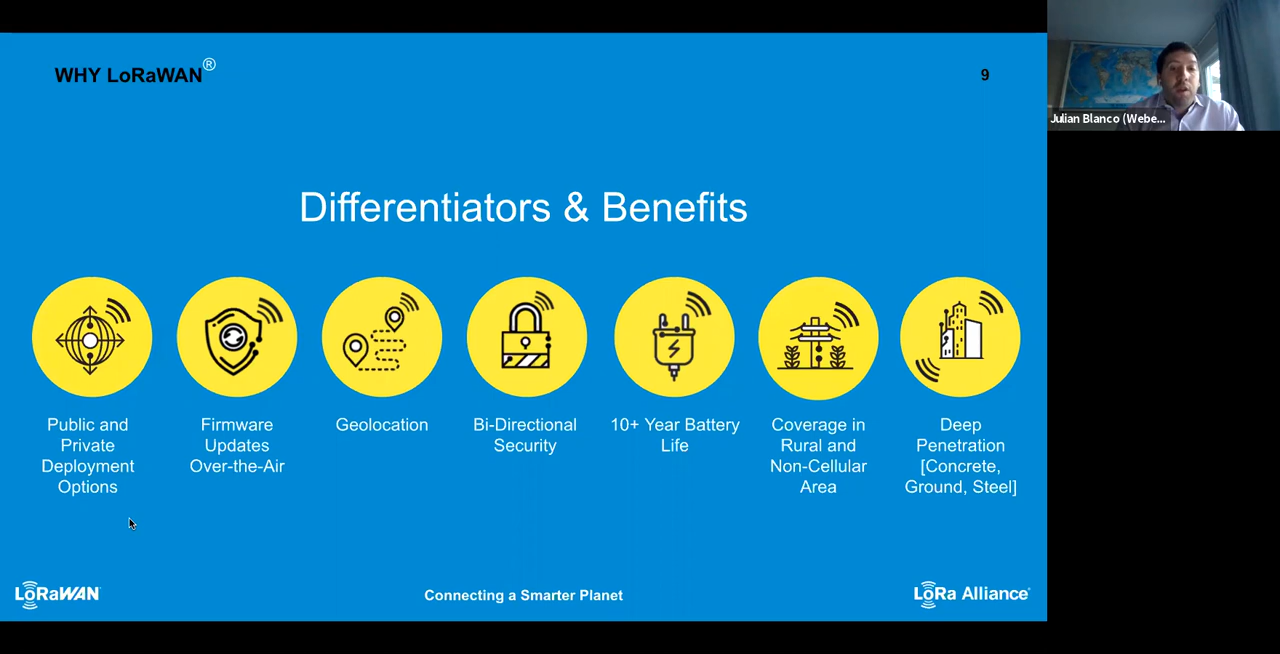 WHY LoRaWAN®
9
Julian Blanco (Webe...
Differentiators & Benefits
Public and
Private
Deployment
Options
Firmware
Updates
Over-the-Air
Geolocation
Bi-Directional
Security
10+ Year Battery
Life
Coverage in
Rural and
Non-Cellular
Area
Deep
Penetration
[Concrete,
Ground, Steel]
LoRaWAN
Connecting a Smarter Planet
LoRa Alliance